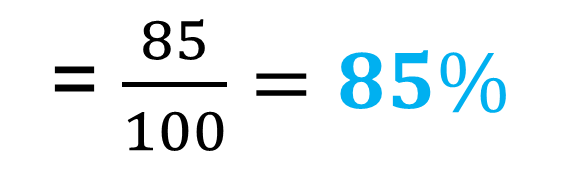 = 85/100 = 85%